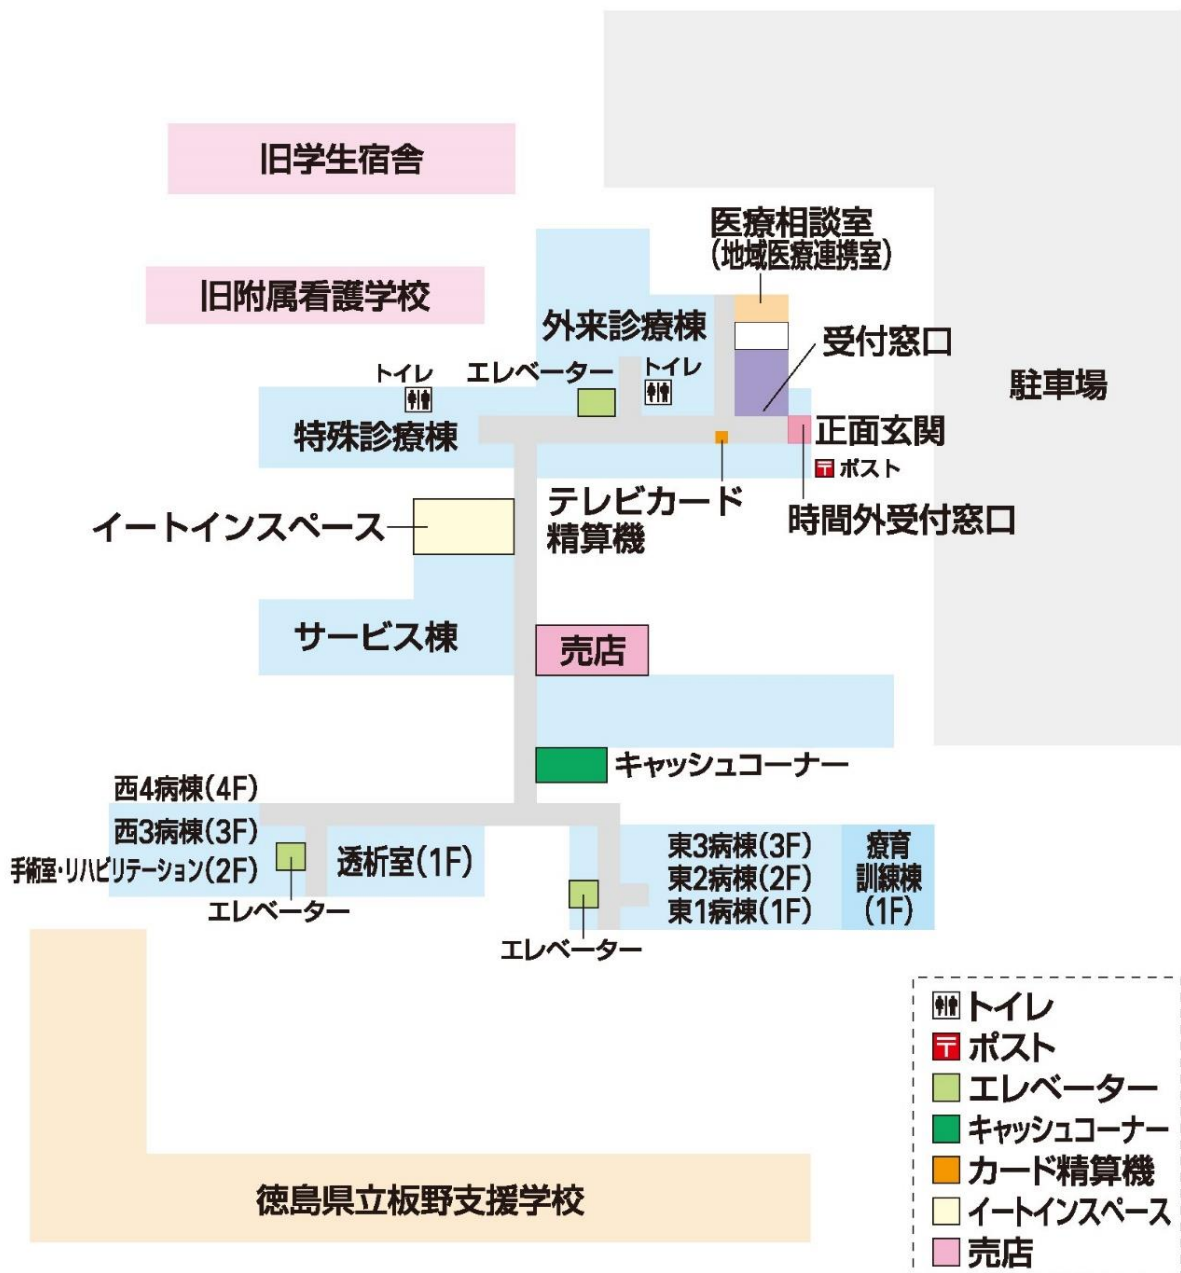 旧学生宿舎
医療相談室
(地域医療連携室)
旧附属看護学校
外来診療棟
受付窓口
トイレ
エレベーター
トイレ
駐車場
特殊診療棟
正面玄関
ポスト
イートインスペース
テレビカード
精算機
時間外受付窓口
サービス棟
売店
キャッシュコーナー
西4病棟(4F)
西3病棟(3F)
手術室・リハビリテーション(2F)
透析室(1F)
エレベーター
東3病棟(3F)
東2病棟(2F)
東1病棟(1F)
療育
訓練棟
(1F)
エレベーター
トイレ
ポスト
エレベーター
キャッシュコーナー
カード精算機
イートインスペース
売店
徳島県立板野支援学校